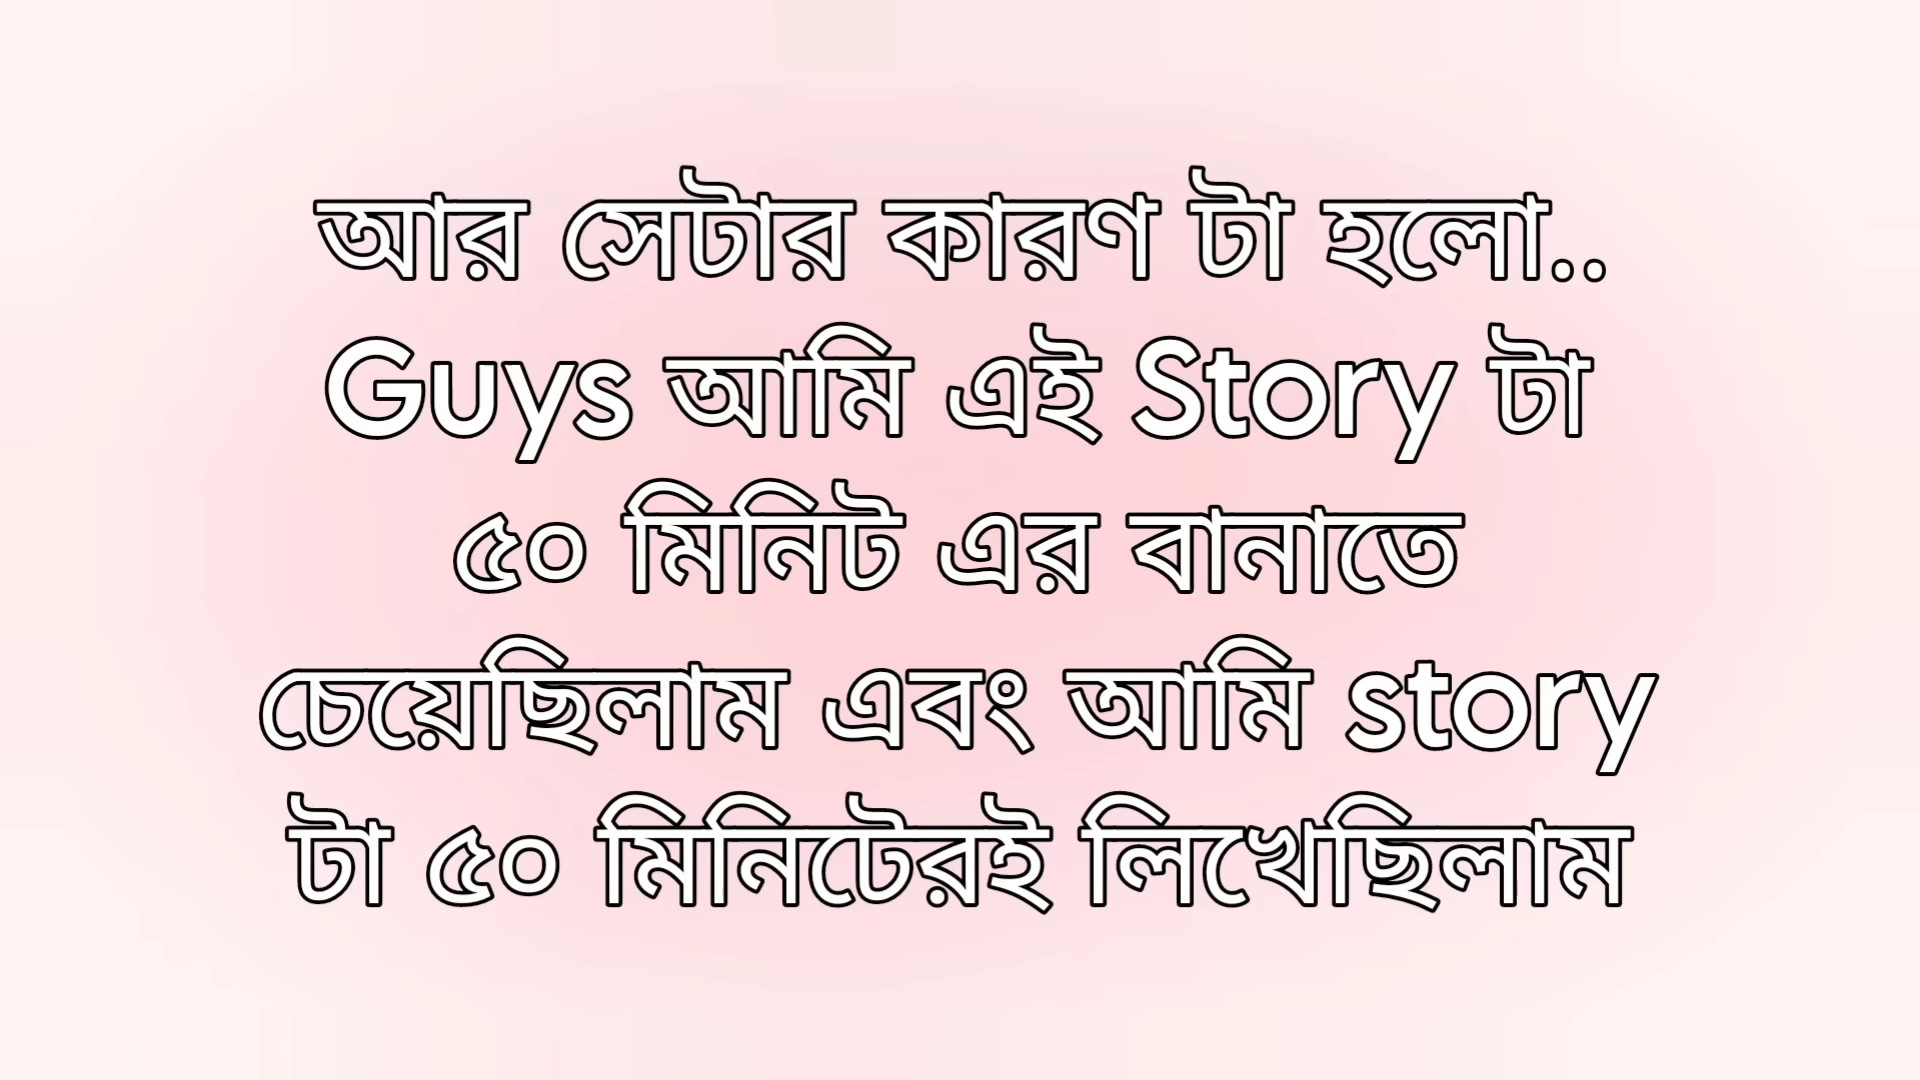 আর সেটার কারণ টা হলো..
Guys আমি এই Story টা
৫০ মিনিট এর বানাতে
চেয়েছিলাম এবং আমি story
টা ৫০ মিনিটেরই লিখেছিলাম